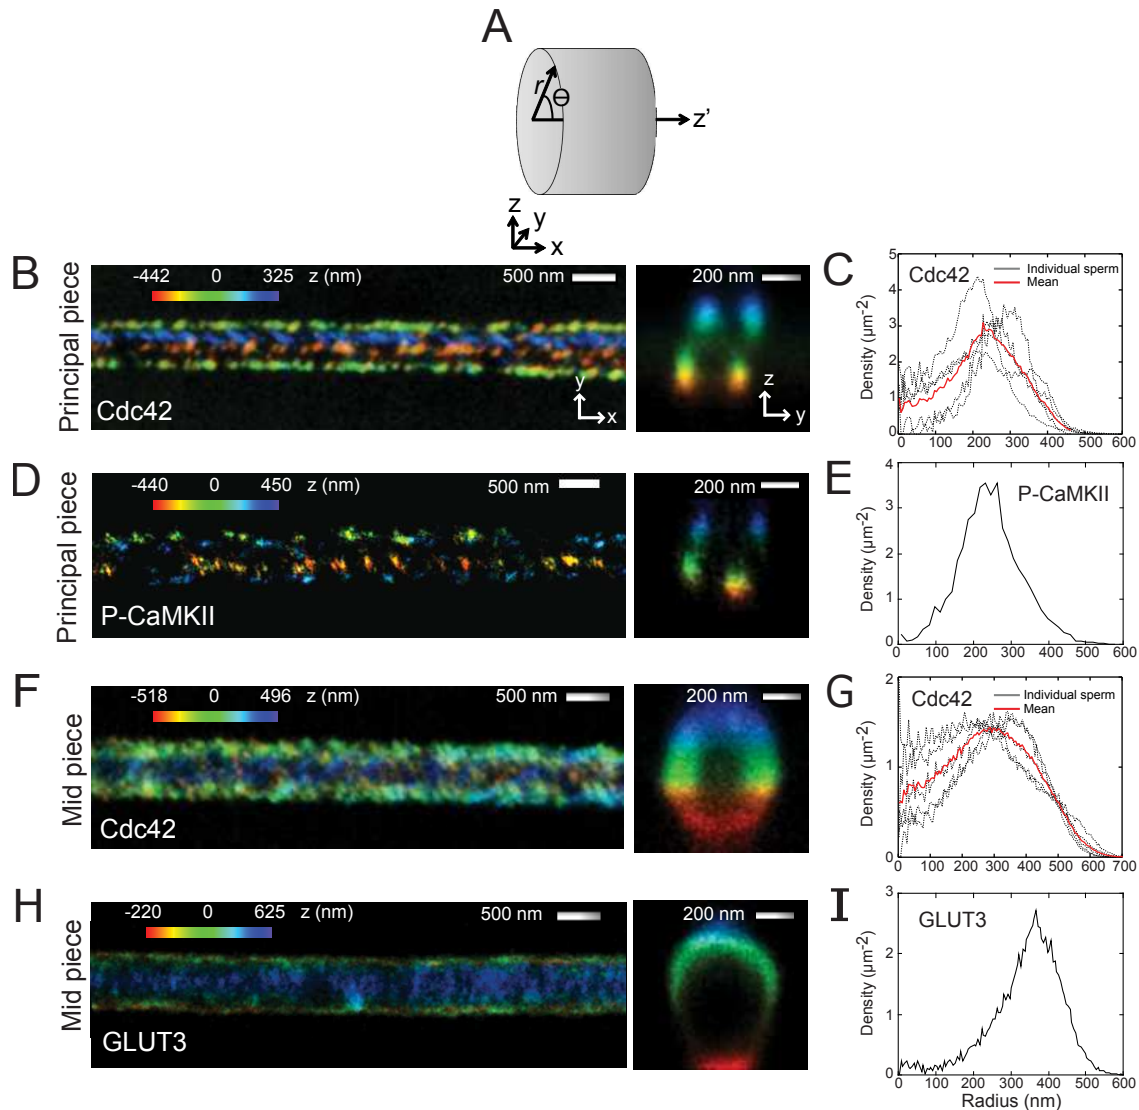 A
r
Θ
z'
z
y
x
B
Principal piece
-442 0 325 z (nm)
500 nm
Cdc42
y
x
200 nm
z
y
C
Cdc42
Individual sperm
Mean
Density (µm-2)
5
4
3
2
1
0
0 100 200 300 400 500 600
D
Principal piece
-440 0 450 z (nm)
500 nm
P-CaMKII
200 nm
E
P-CaMKII
Density (µm-2)
4
3
2
1
0
0 100 200 300 400 500 600
F
Mid piece
-518 0 496 z (nm)
500 nm
Cdc42
200 nm
G
Cdc42
Individual sperm
Mean
Density (µm-2)
2
1
0
0 100 200 300 400 500 600 700
H
Mid piece
-220 0 625 z (nm)
500 nm
GLUT3
200 nm
I
GLUT3
Density (µm-2)
3
2
1
0
0 100 200 300 400 500 600
Radius (nm)